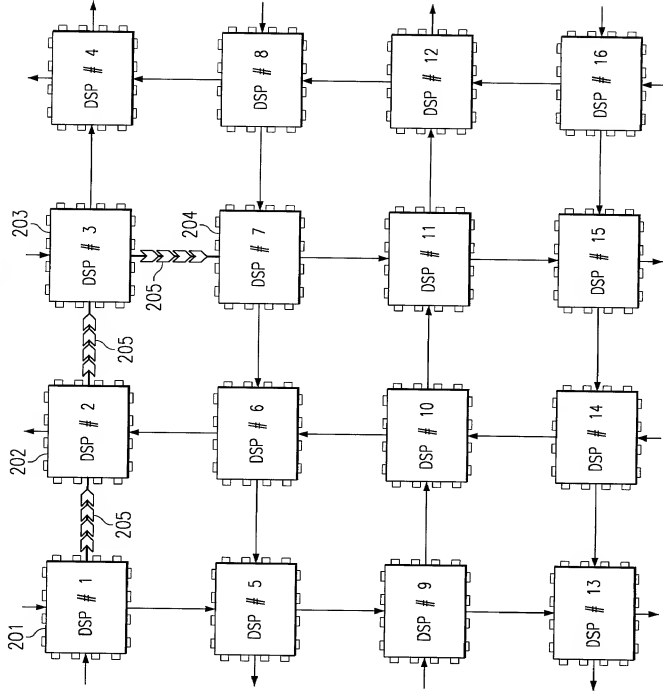 201
DSP # 1
205
202
DSP # 2
205
203
DSP # 3
205
DSP # 4
DSP # 5
DSP # 6
204
DSP # 7
DSP # 8
DSP # 9
DSP # 10
DSP # 11
DSP # 12
DSP # 13
DSP # 14
DSP # 15
DSP # 16